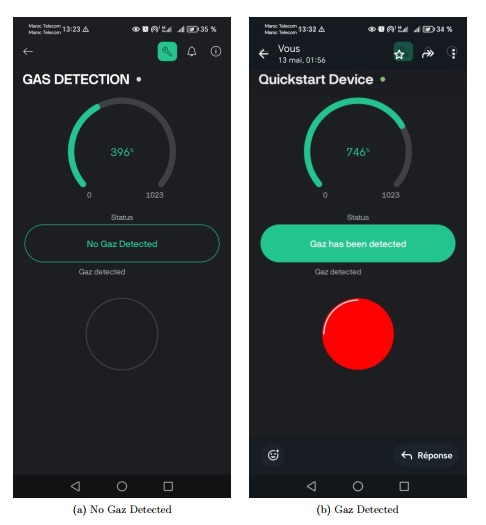 Maroc Telecom
Maroc Telecom 13:23 35 %
GAS DETECTION
396%
0 1023
Status
No Gaz Detected
Gaz detected
(a) No Gaz Detected
Maroc Telecom
Maroc Telecom 13:32 34 %
Vous
13 mai, 01:56
Quickstart Device
746%
0 1023
Status
Gaz has been detected
Gaz detected
Réponse
(b) Gaz Detected